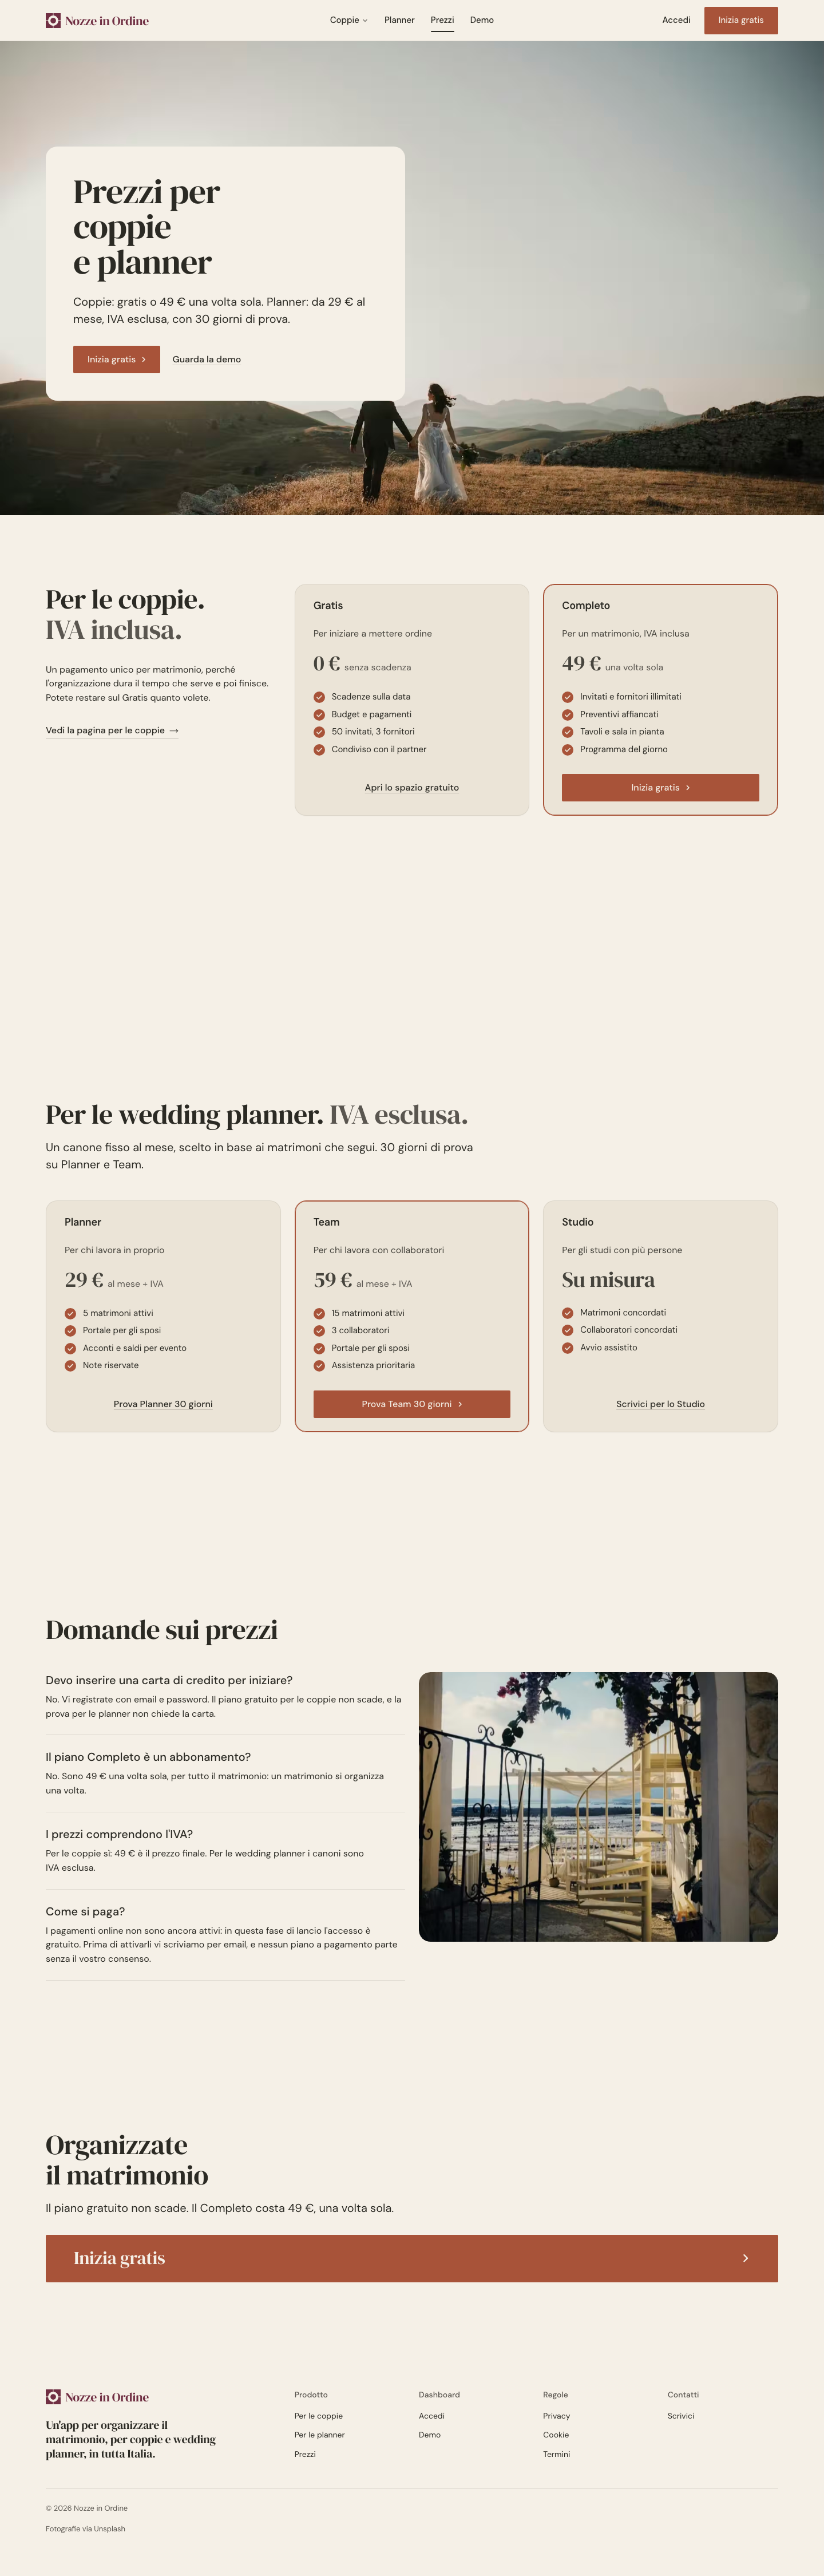 Nozze in Ordine
Coppie
Planner
Prezzi
Demo
Accedi
Inizia gratis
Prezzi per
coppie
e planner
Coppie: gratis o 49 € una volta sola. Planner: da 29 € al
mese, IVA esclusa, con 30 giorni di prova.
Inizia gratis
Guarda la demo
Per le coppie.
IVA inclusa.
Un pagamento unico per matrimonio, perché
l'organizzazione dura il tempo che serve e poi finisce.
Potete restare sul Gratis quanto volete.
Vedi la pagina per le coppie →
Gratis
Per iniziare a mettere ordine
0 € senza scadenza
Scadenze sulla data
Budget e pagamenti
50 invitati, 3 fornitori
Condiviso con il partner
Apri lo spazio gratuito
Completo
Per un matrimonio, IVA inclusa
49 € una volta sola
Invitati e fornitori illimitati
Preventivi affiancati
Tavoli e sala in pianta
Programma del giorno
Inizia gratis
Per le wedding planner. IVA esclusa.
Un canone fisso al mese, scelto in base ai matrimoni che segui. 30 giorni di prova
su Planner e Team.
Planner
Per chi lavora in proprio
29 € al mese + IVA
5 matrimoni attivi
Portale per gli sposi
Acconti e saldi per evento
Note riservate
Prova Planner 30 giorni
Team
Per chi lavora con collaboratori
59 € al mese + IVA
15 matrimoni attivi
3 collaboratori
Portale per gli sposi
Assistenza prioritaria
Prova Team 30 giorni
Studio
Per gli studi con più persone
Su misura
Matrimoni concordati
Collaboratori concordati
Avvio assistito
Scrivici per lo Studio
Domande sui prezzi
Devo inserire una carta di credito per iniziare?
No. Vi registrate con email e password. Il piano gratuito per le coppie non scade, e la
prova per le planner non chiede la carta.
Il piano Completo è un abbonamento?
No. Sono 49 € una volta sola, per tutto il matrimonio: un matrimonio si organizza
una volta.
I prezzi comprendono l'IVA?
Per le coppie sì: 49 € è il prezzo finale. Per le wedding planner i canoni sono
IVA esclusa.
Come si paga?
I pagamenti online non sono ancora attivi: in questa fase di lancio l'accesso è
gratuito. Prima di attivarli vi scriviamo per email, e nessun piano a pagamento parte
senza il vostro consenso.
Organizzate
il matrimonio
Il piano gratuito non scade. Il Completo costa 49 €, una volta sola.
Inizia gratis
Nozze in Ordine
Un'app per organizzare il
matrimonio, per coppie e wedding
planner, in tutta Italia.
Prodotto
Per le coppie
Per le planner
Prezzi
Dashboard
Accedi
Demo
Regole
Privacy
Cookie
Termini
Contatti
Scrivici
© 2026 Nozze in Ordine
Fotografie via Unsplash